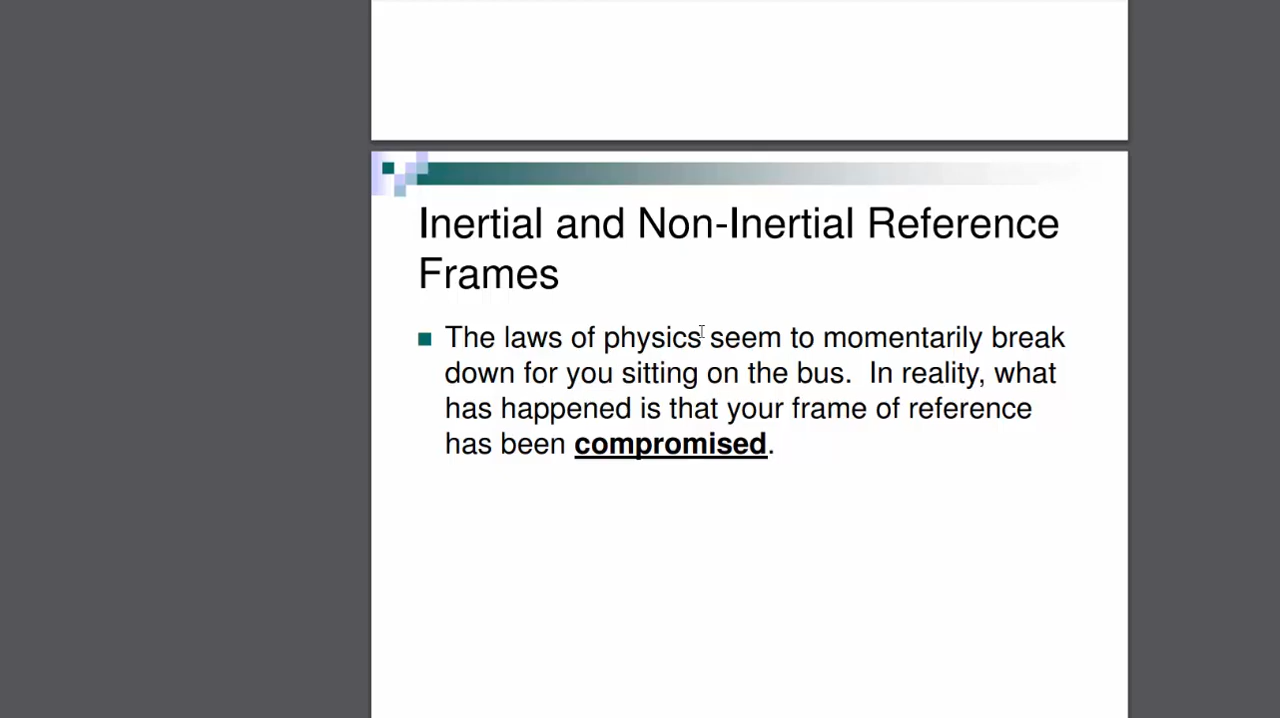 Inertial and Non-Inertial Reference
Frames
The laws of physics seem to momentarily break
down for you sitting on the bus.  In reality, what
has happened is that your frame of reference
has been compromised.